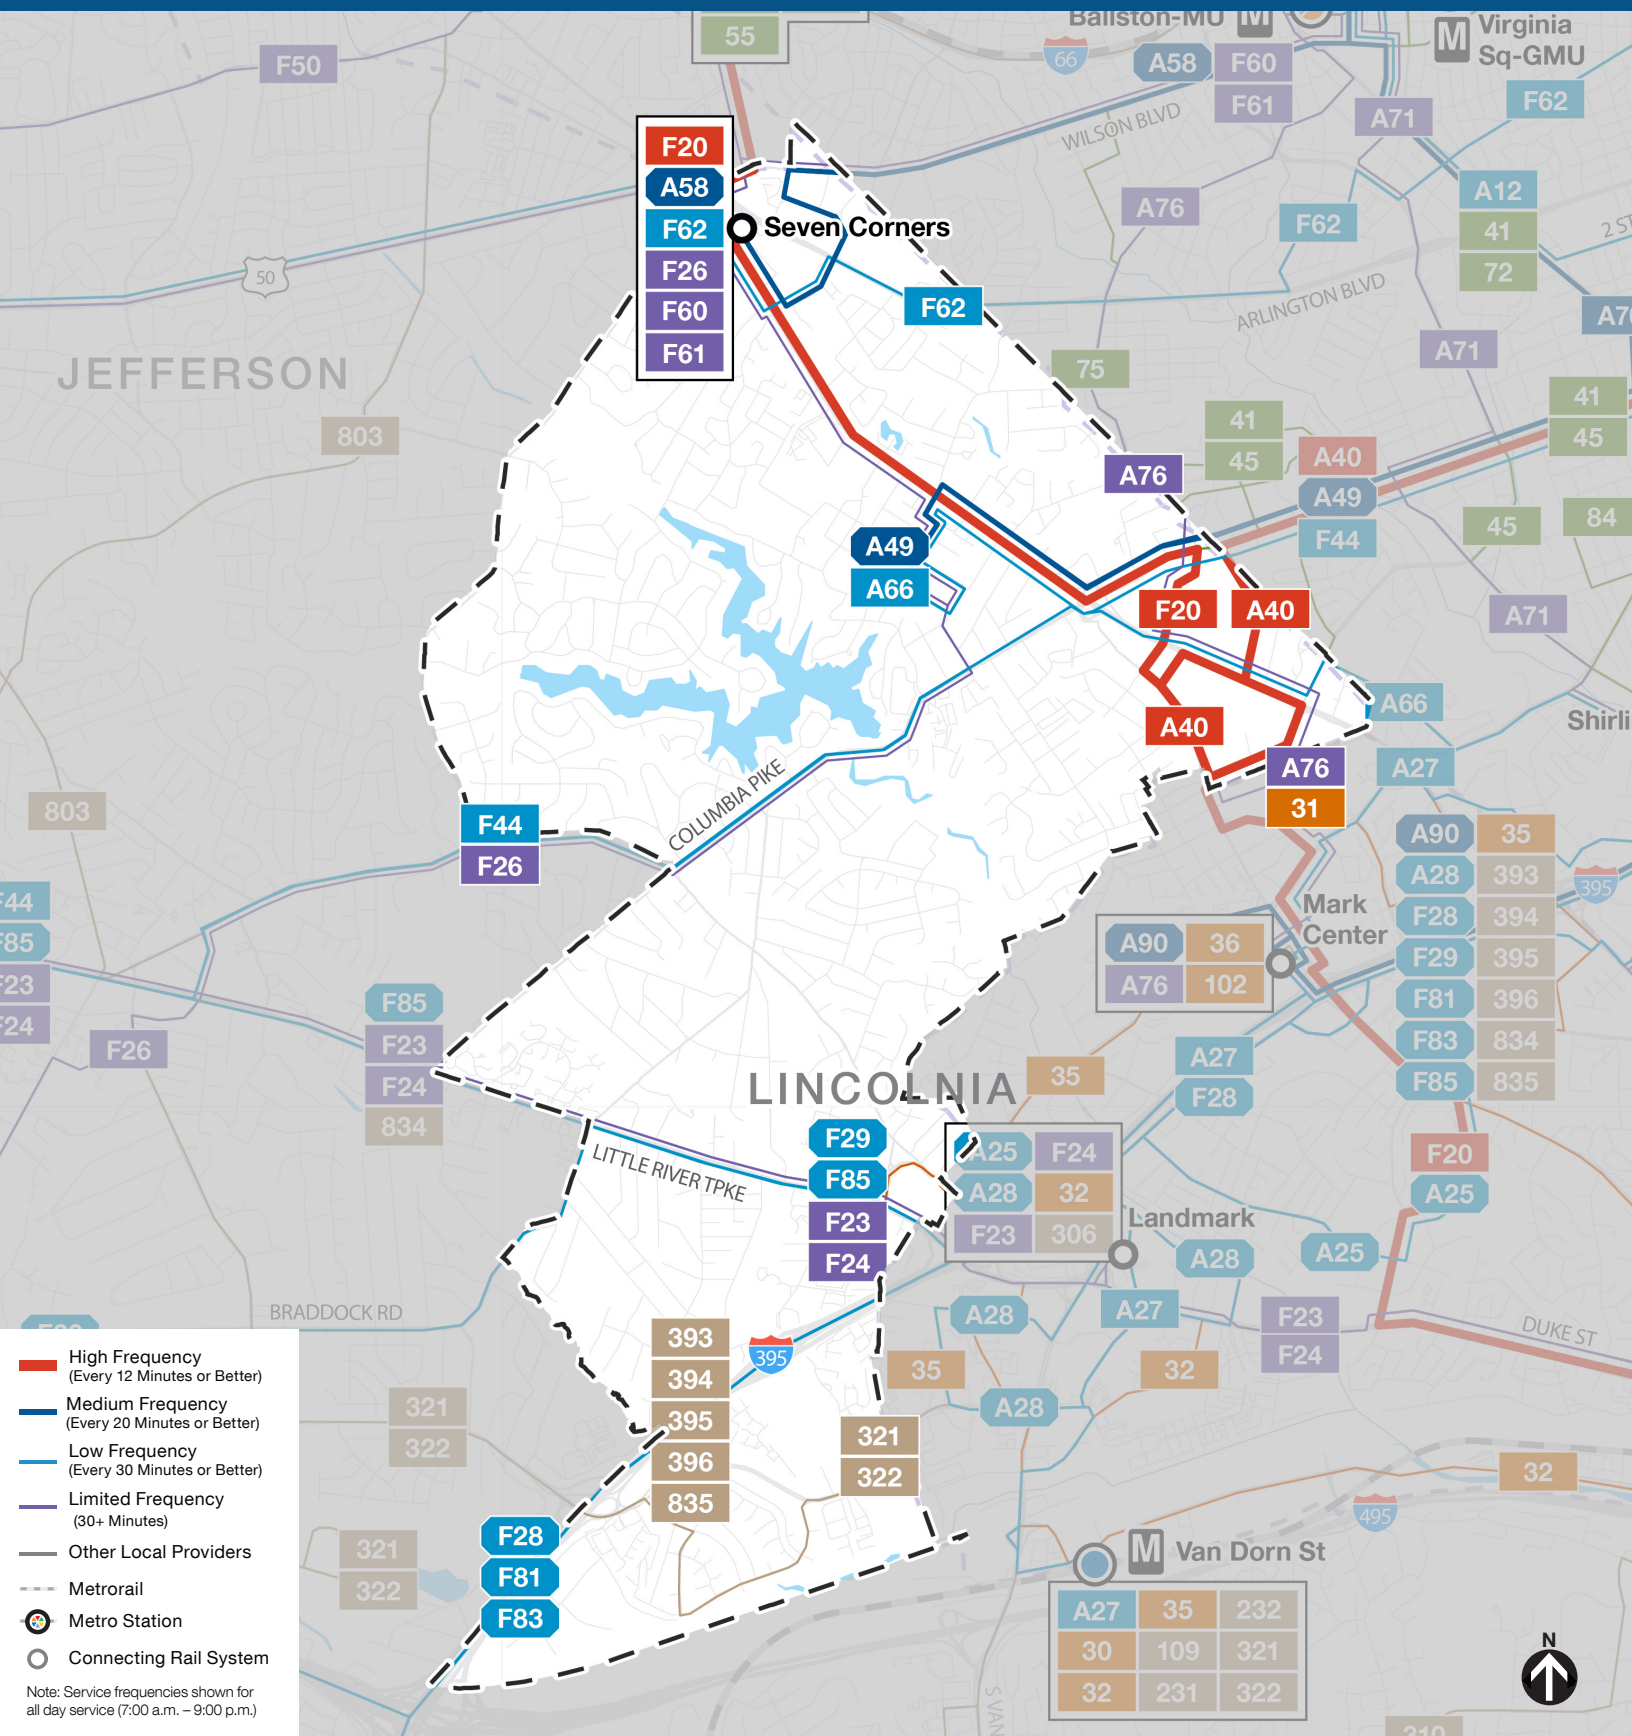 55
Ballston-MU M
M Virginia
Sq-GMU
F50
66
A58 F60
F61
F62
A71
WILSON BLVD
F20
A58
F62
F26
F60
F61
Seven Corners
A76
F62
A12
41
72
50
F62
ARLINGTON BLVD
JEFFERSON
75
A71
803
41
45
A40
A49
F44
41
45
A76
45
84
A49
A66
F20
A40
A71
A66
A40
Shirli
A76
31
A27
803
COLUMBIA PIKE
F44
F26
A90 35
A28 393
F28 394
F29 395
F81 396
F83 834
F85 835
395
Mark
Center
A90 36
A76 102
F44
F85
F23
F24
F26
F85
F23
F24
834
A27
F28
35
LINCOLNIA
F29
F85
F23
F24
LITTLE RIVER TPKE
A25 F24
A28 32
F23 306
Landmark
F20
A25
A28
A25
BRADDOCK RD
A28
A27
F23
F24
DUKE ST
393
394
395
396
835
395
35
32
A28
321
322
321
322
32
495
F28
F81
F83
321
322
M Van Dorn St
A27 35 232
30 109 321
32 231 322
S VAN
310
N
High Frequency
(Every 12 Minutes or Better)
Medium Frequency
(Every 20 Minutes or Better)
Low Frequency
(Every 30 Minutes or Better)
Limited Frequency
(30+ Minutes)
Other Local Providers
Metrorail
Metro Station
Connecting Rail System
Note: Service frequencies shown for
all day service (7:00 a.m. – 9:00 p.m.)